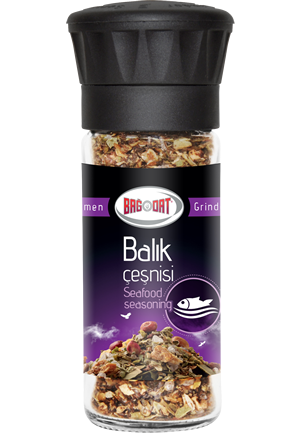 BAĞDAT
men
Grind
Balık
çeşnisi
Seafood
seasoning